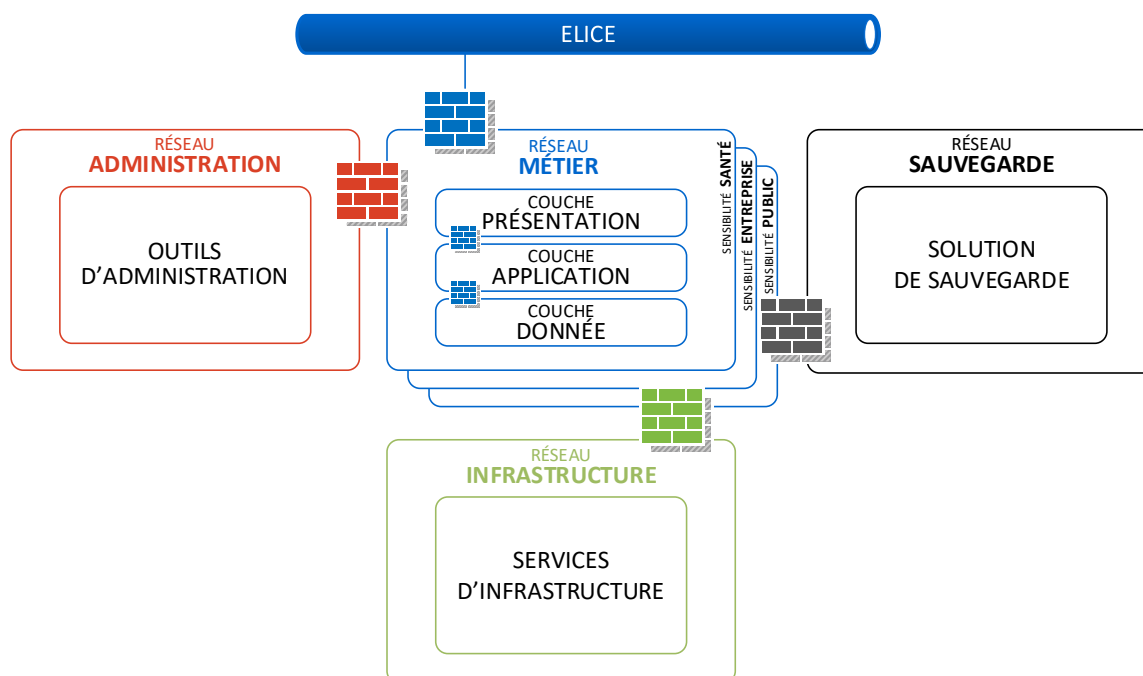 ELICE
RÉSEAU
ADMINISTRATION
OUTILS
D’ADMINISTRATION
RÉSEAU
MÉTIER
COUCHE
PRÉSENTATION
COUCHE
APPLICATION
COUCHE
DONNÉE
SENSIBILITÉ SANTÉ
SENSIBILITÉ ENTREPRISE
SENSIBILITÉ PUBLIC
RÉSEAU
SAUVEGARDE
SOLUTION
DE SAUVEGARDE
RÉSEAU
INFRASTRUCTURE
SERVICES
D’INFRASTRUCTURE